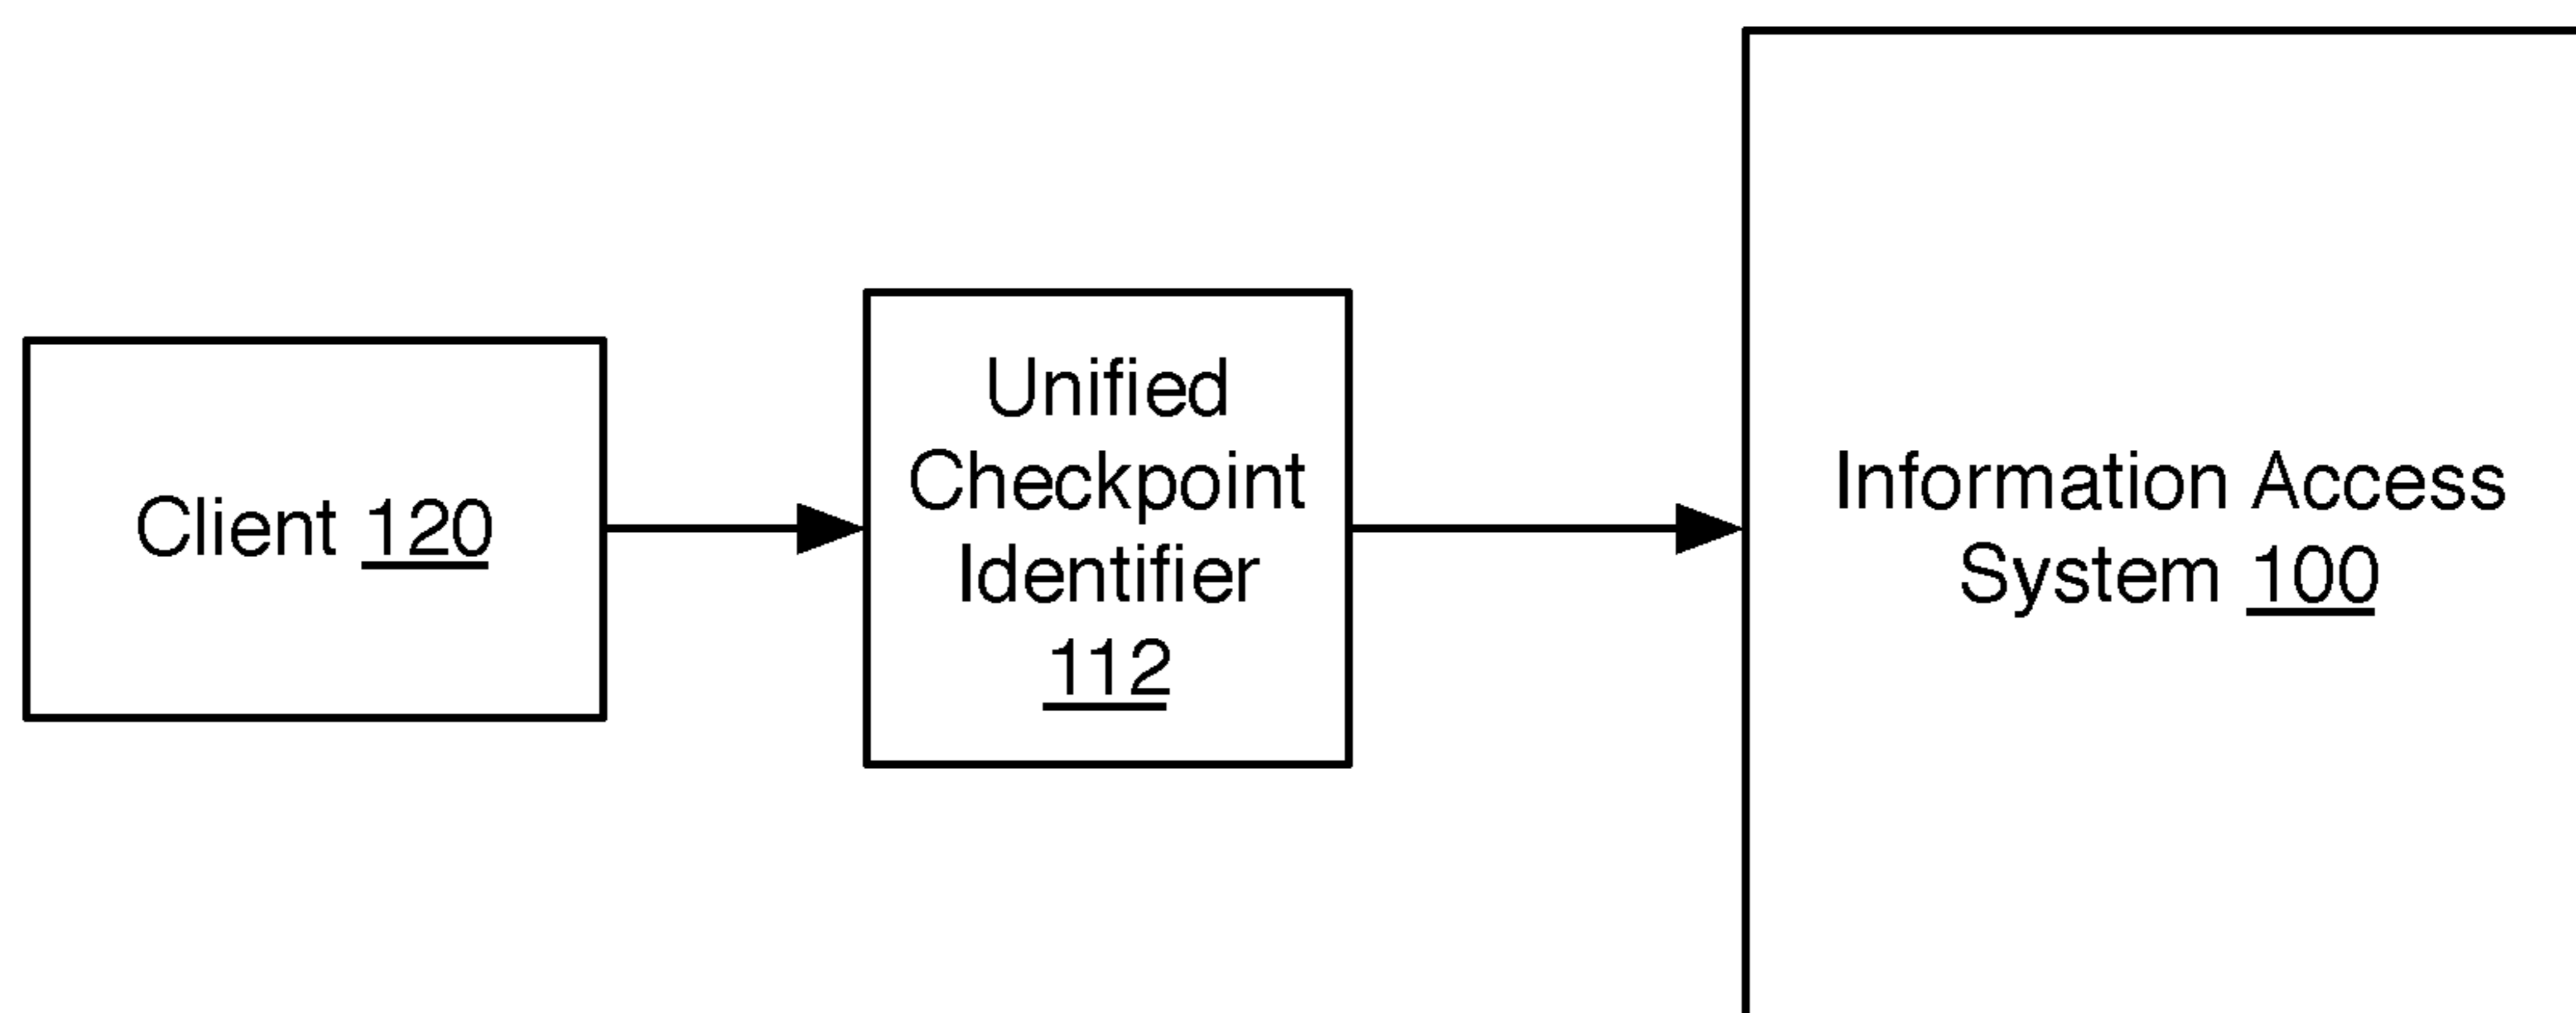 Client 120
Unified
Checkpoint
Identifier
112
Information Access
System 100